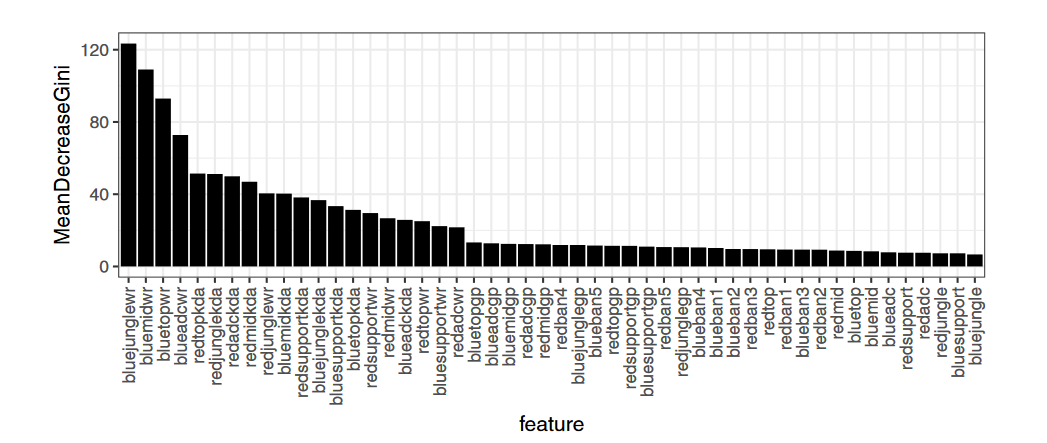 MeanDecreaseGini
120
80
40
0
bluejunglewr
bluemidwr
bluetopwr
blueadcwr
redtopkda
redjunglekda
redadckda
redmidkda
redjunglewr
bluemidkda
redsupportkda
bluejunglekda
bluesupportkda
bluetopkda
redsupportwr
redmidwr
blueadckda
redtopwr
bluesupportwr
redadcwr
bluetopgp
blueadcgp
bluemidgp
redadcgp
redmidgp
redban4
bluejunglegp
blueban5
redtopgp
redsupportgp
bluesupportgp
redban5
redjunglegp
blueban4
blueban1
blueban2
redban3
redtop
redban1
blueban3
redban2
redmid
bluetop
bluemid
blueadc
redsupport
redadc
redjungle
bluesupport
bluejungle
feature